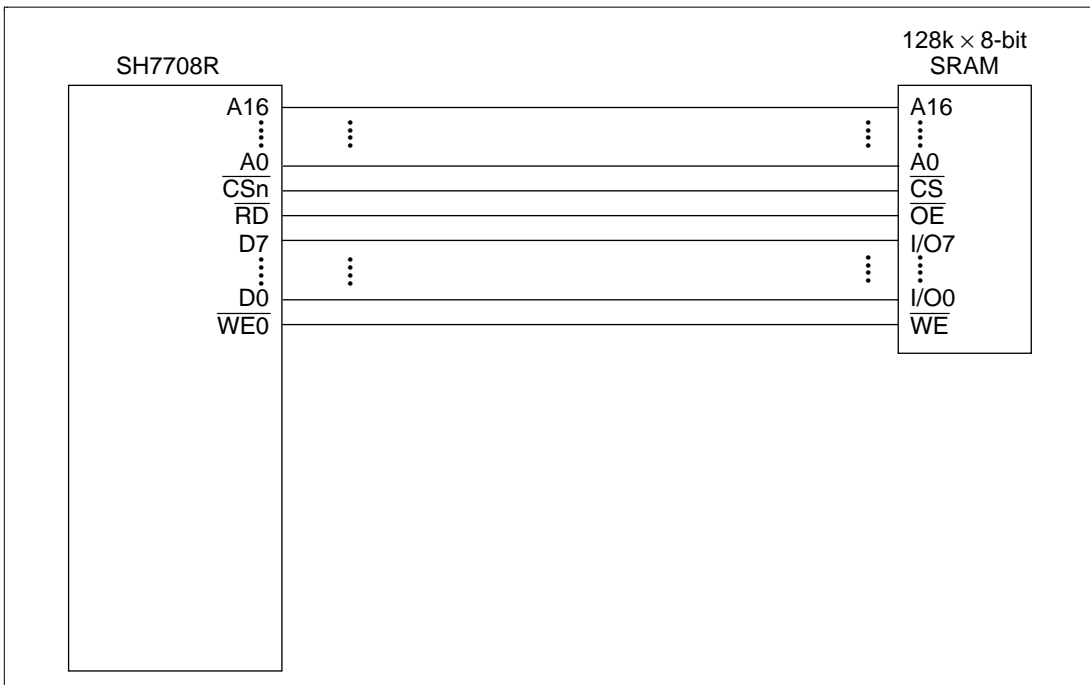 128k × 8-bit
SH7708R
SRAM
A16
A16
A0
A0
CSn
CS
RD
OE
D7
I/O7
D0
I/O0
WE0
WE